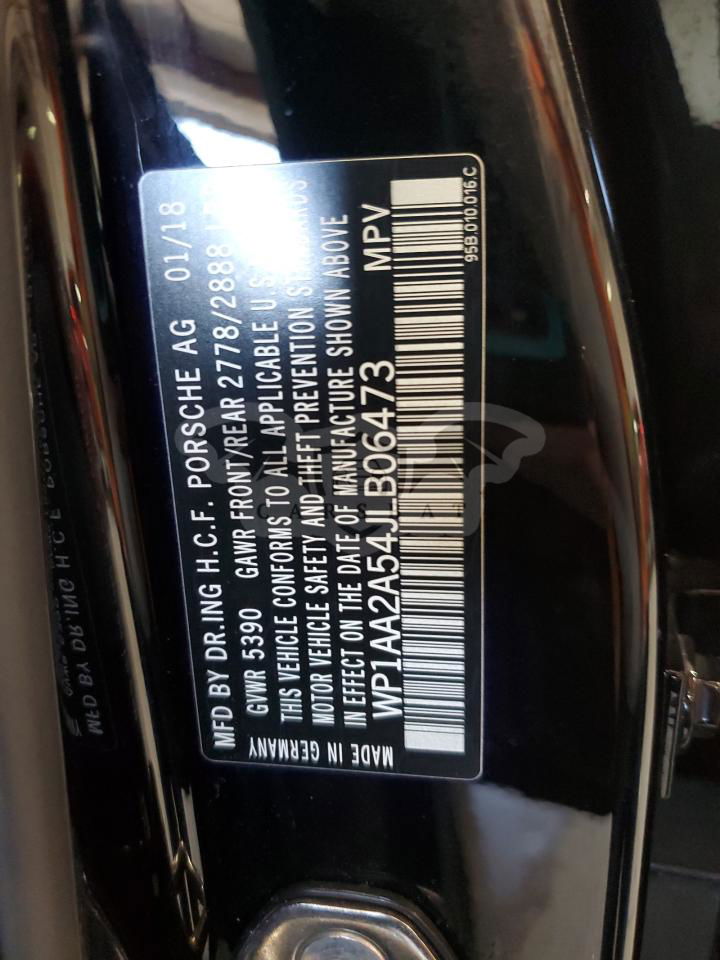 MFD BY DR.ING H.C.F. PORSCHE AG 01/18
GVWR 5390 GAWR FRONT/REAR 2778/2888
THIS VEHICLE CONFORMS TO ALL APPLICABLE U.S.
MOTOR VEHICLE SAFETY AND THEFT PREVENTION STANDARDS
IN EFFECT ON THE DATE OF MANUFACTURE SHOWN ABOVE
WP1AA2A54JLB06473 MPV
MADE IN GERMANY
95B.010.016.C